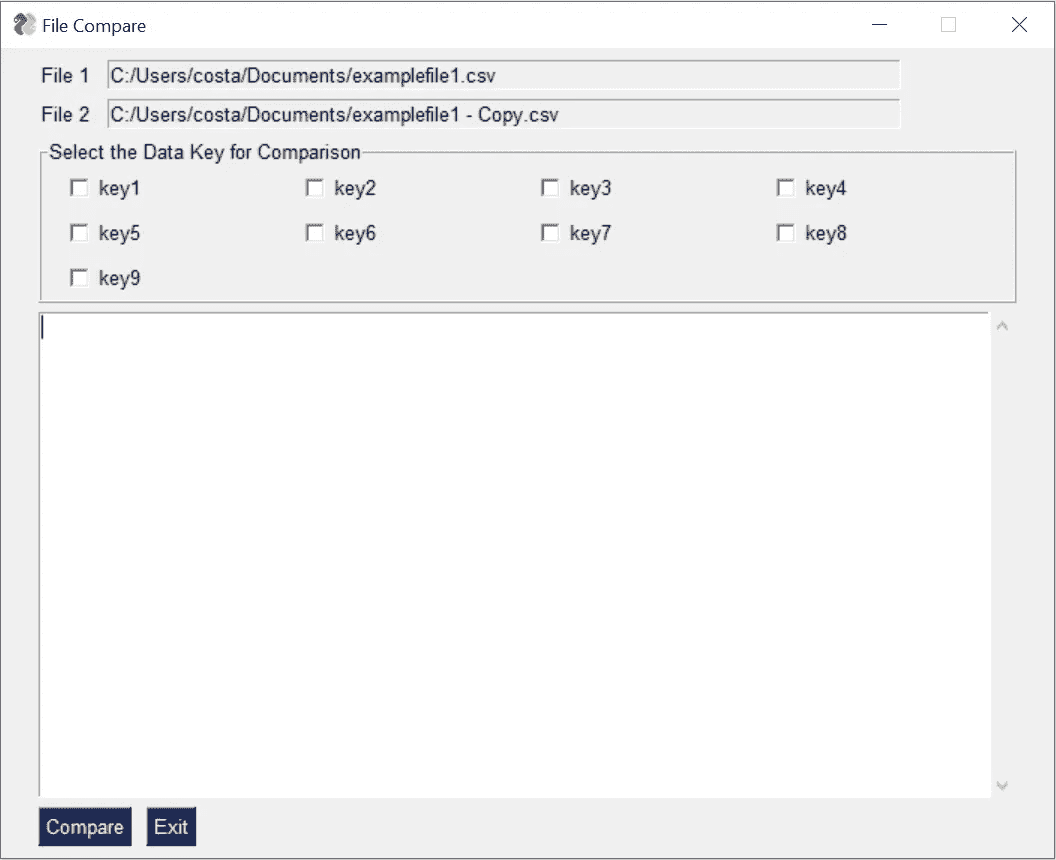 File Compare
File 1 C:/Users/costa/Documents/examplefile1.csv
File 2 C:/Users/costa/Documents/examplefile1 - Copy.csv
Select the Data Key for Comparison
key1 key2 key3 key4
key5 key6 key7 key8
key9
Compare Exit